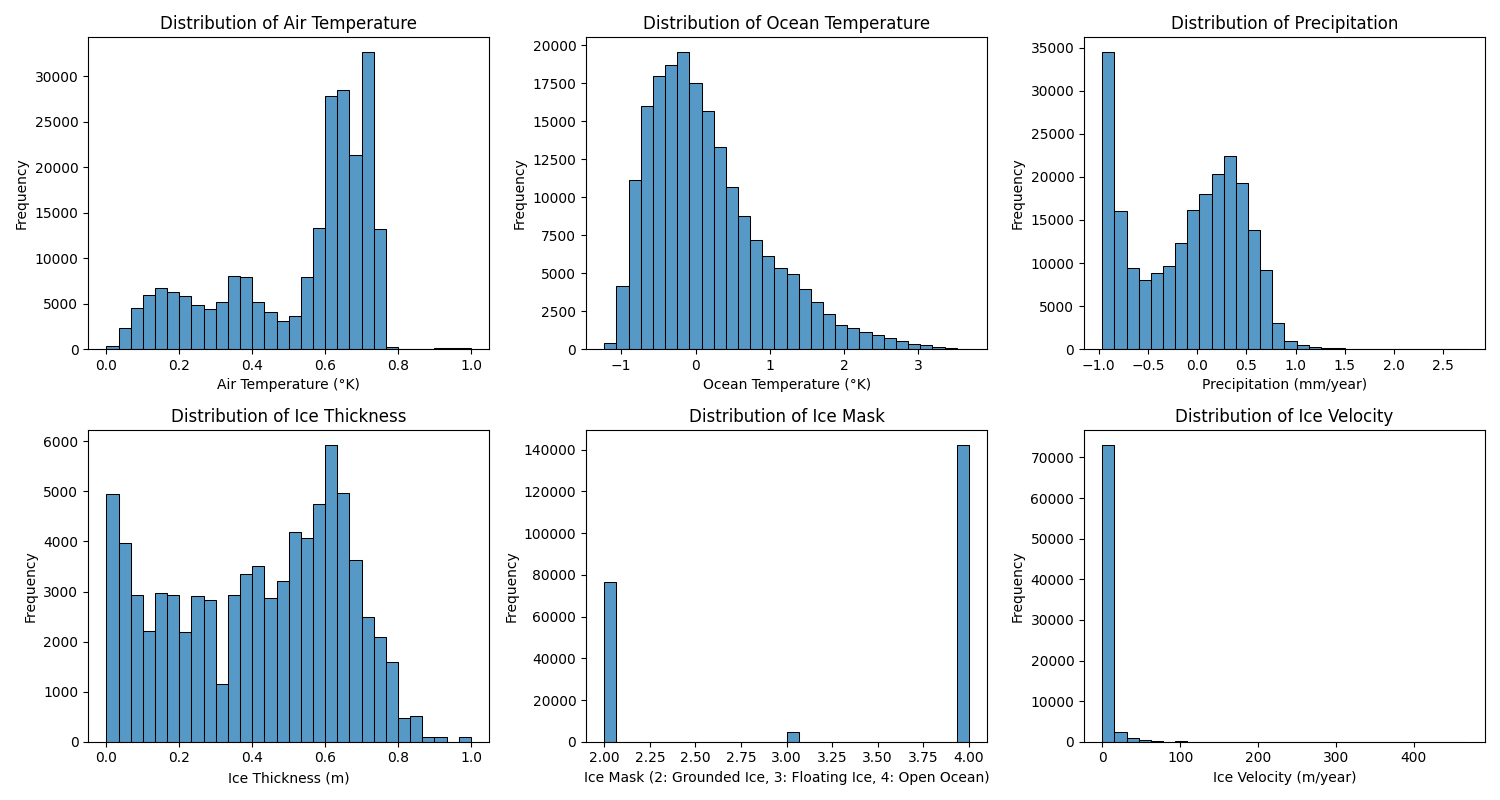 Distribution of Air Temperature
Frequency
30000
25000
20000
15000
10000
5000
0
0.0 0.2 0.4 0.6 0.8 1.0
Air Temperature (°K)
Distribution of Ocean Temperature
Frequency
20000
17500
15000
12500
10000
7500
5000
2500
0
−1 0 1 2 3
Ocean Temperature (°K)
Distribution of Precipitation
Frequency
35000
30000
25000
20000
15000
10000
5000
0
−1.0 −0.5 0.0 0.5 1.0 1.5 2.0 2.5
Precipitation (mm/year)
Distribution of Ice Thickness
Frequency
6000
5000
4000
3000
2000
1000
0
0.0 0.2 0.4 0.6 0.8 1.0
Ice Thickness (m)
Distribution of Ice Mask
Frequency
140000
120000
100000
80000
60000
40000
20000
0
2.00 2.25 2.50 2.75 3.00 3.25 3.50 3.75 4.00
Ice Mask (2: Grounded Ice, 3: Floating Ice, 4: Open Ocean)
Distribution of Ice Velocity
Frequency
70000
60000
50000
40000
30000
20000
10000
0
0 100 200 300 400
Ice Velocity (m/year)